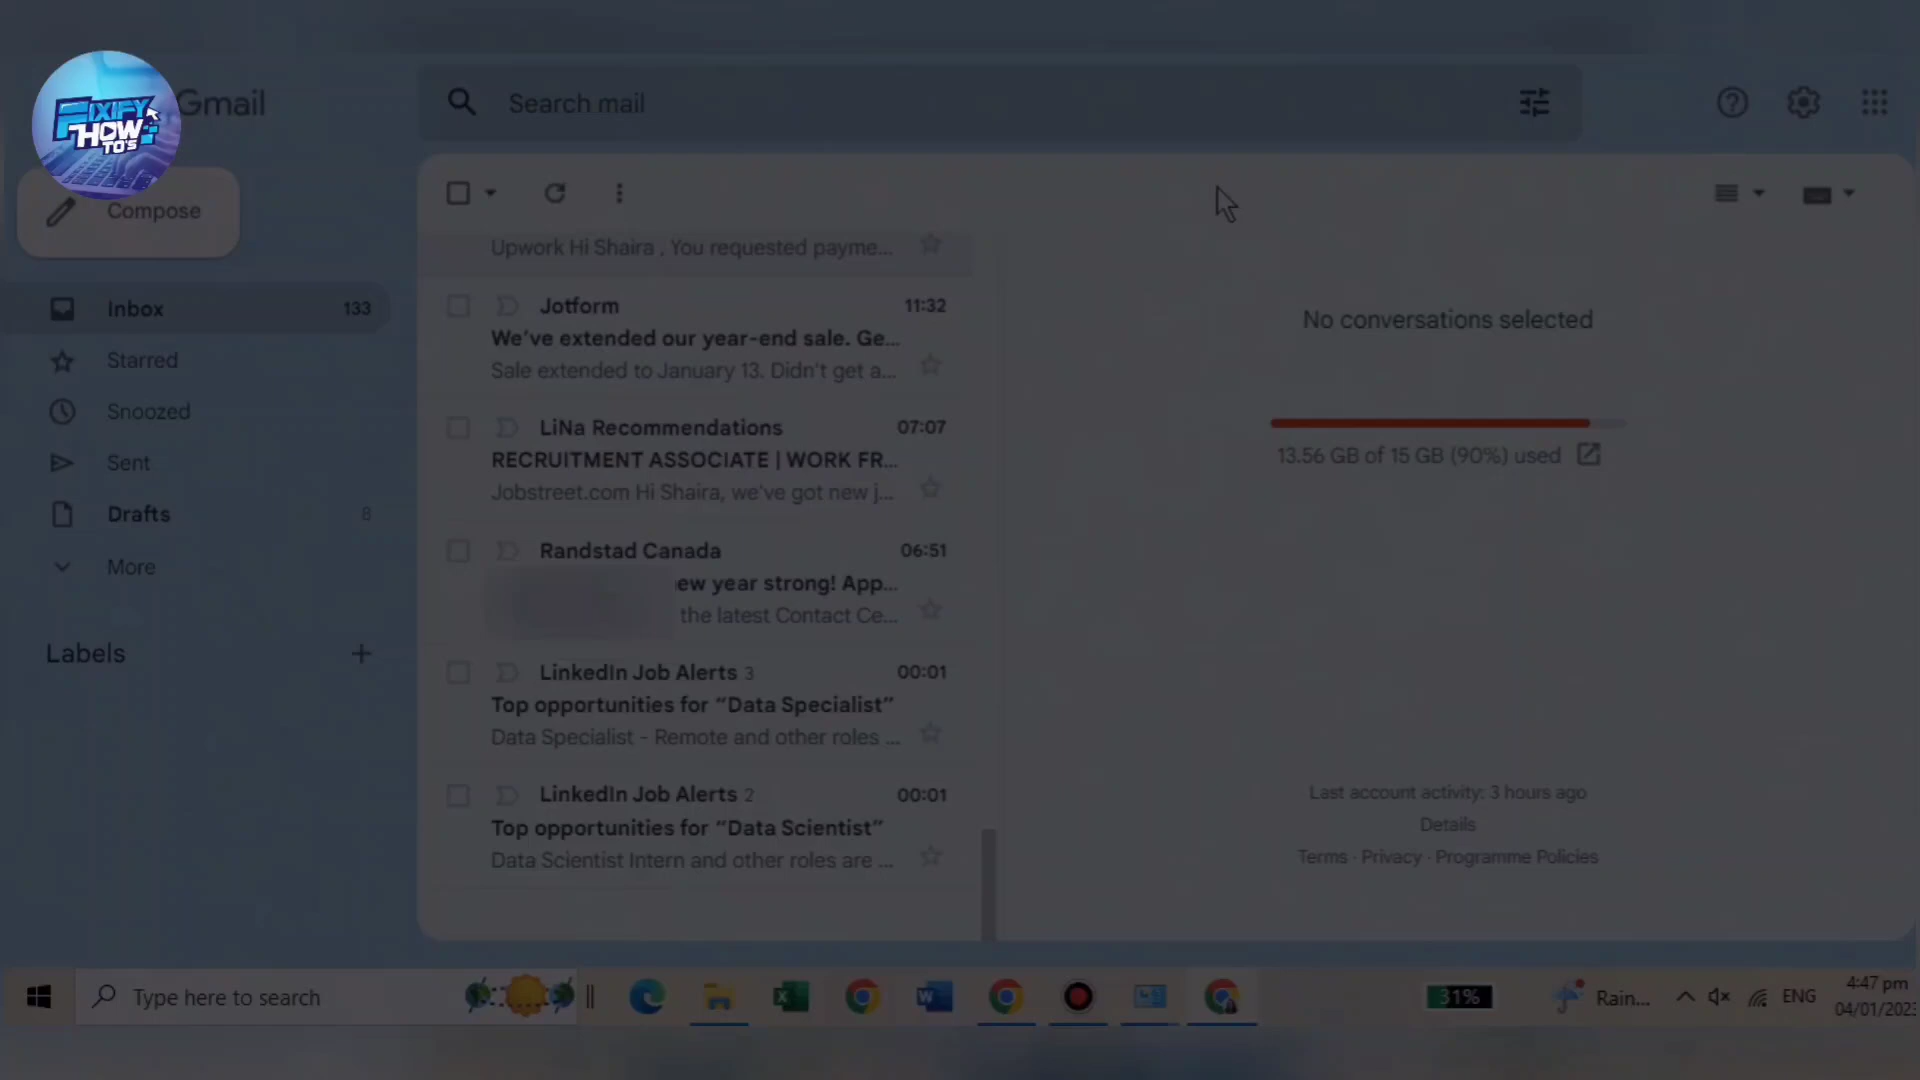 FIXIFY
HOW
TO'S
Gmail
Search mail
Compose
Inbox 133
Starred
Snoozed
Sent
Drafts 8
More
Labels
Upwork Hi Shaira , You requested payme...
Jotform 11:32
We've extended our year-end sale. Ge...
Sale extended to January 13. Didn't get a...
LiNa Recommendations 07:07
RECRUITMENT ASSOCIATE | WORK FR...
Jobstreet.com Hi Shaira, we've got new j...
Randstad Canada 06:51
ew year strong! App...
the latest Contact Ce...
LinkedIn Job Alerts 3 00:01
Top opportunities for “Data Specialist”
Data Specialist - Remote and other roles ...
LinkedIn Job Alerts 2 00:01
Top opportunities for “Data Scientist”
Data Scientist Intern and other roles are ...
No conversations selected
13.56 GB of 15 GB (90%) used
Last account activity: 3 hours ago
Details
Terms · Privacy · Programme Policies
Type here to search
31%
Rain...
ENG
4:47 pm
04/01/2023